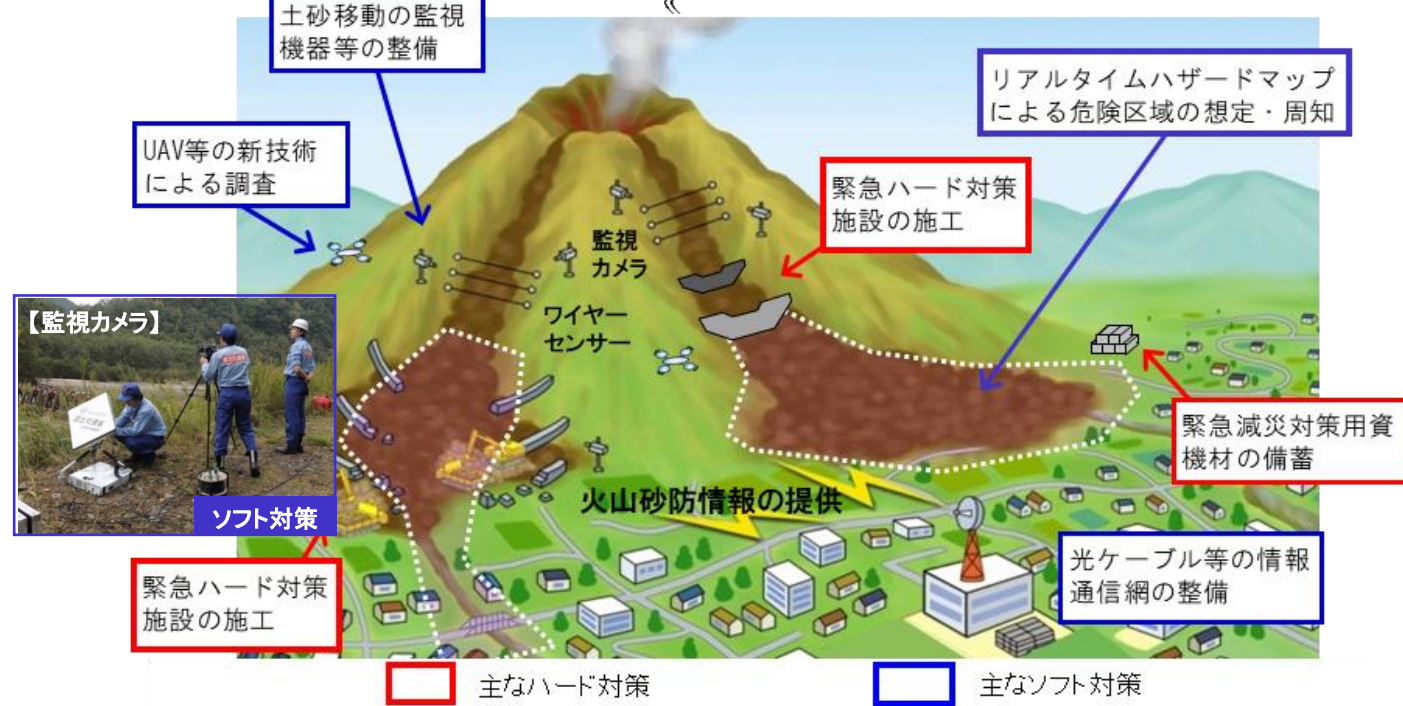 土砂移動の監視
機器等の整備
リアルタイムハザードマップ
による危険区域の想定・周知
UAV等の新技術
による調査
緊急ハード対策
施設の施工
監視
カメラ
ワイヤー
センサー
【監視カメラ】
ソフト対策
緊急減災対策用資
機材の備蓄
火山砂防情報の提供
光ケーブル等の情報
通信網の整備
緊急ハード対策
施設の施工
主なハード対策
主なソフト対策